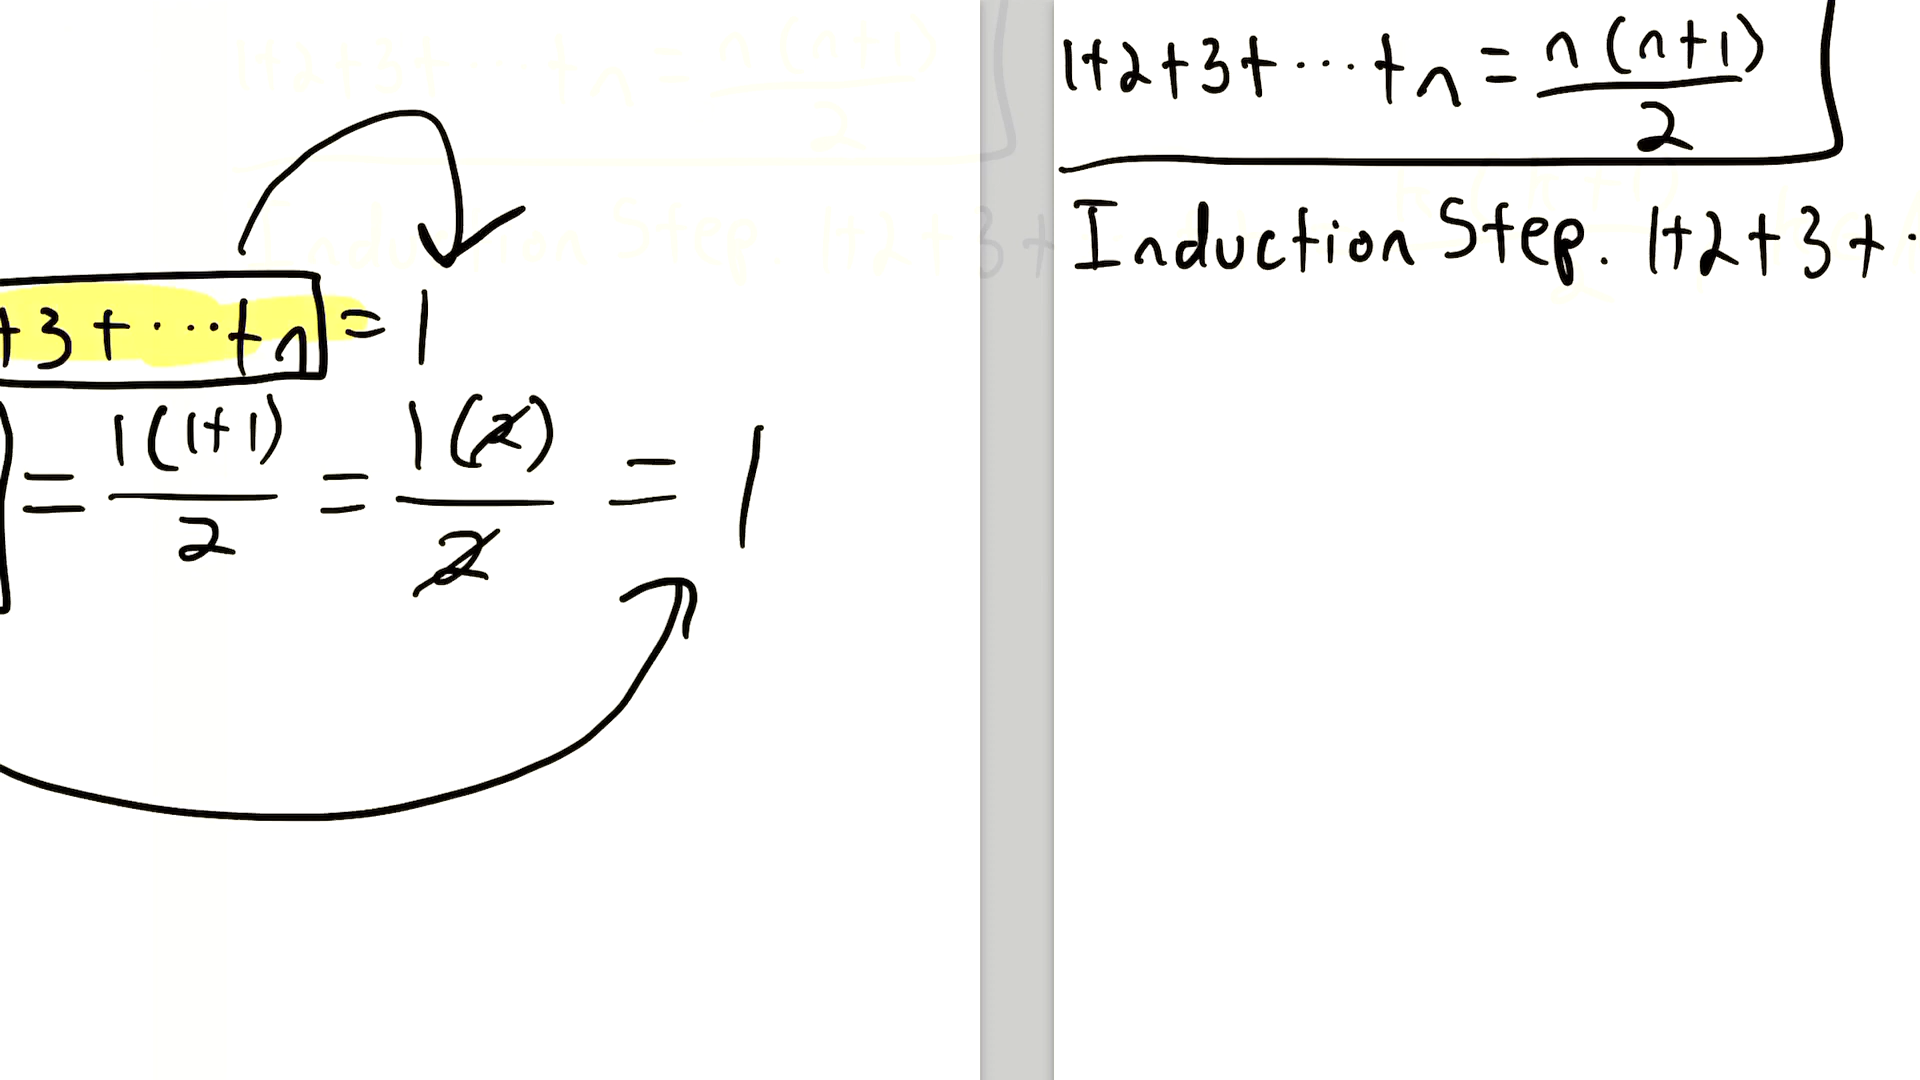 +3+⋯+n = 1
= 1(1+1)/2 = 1(2)/2 = 1
1+2+3+⋯+n = n(n+1)/2
Induction Step. 1+2+3+·